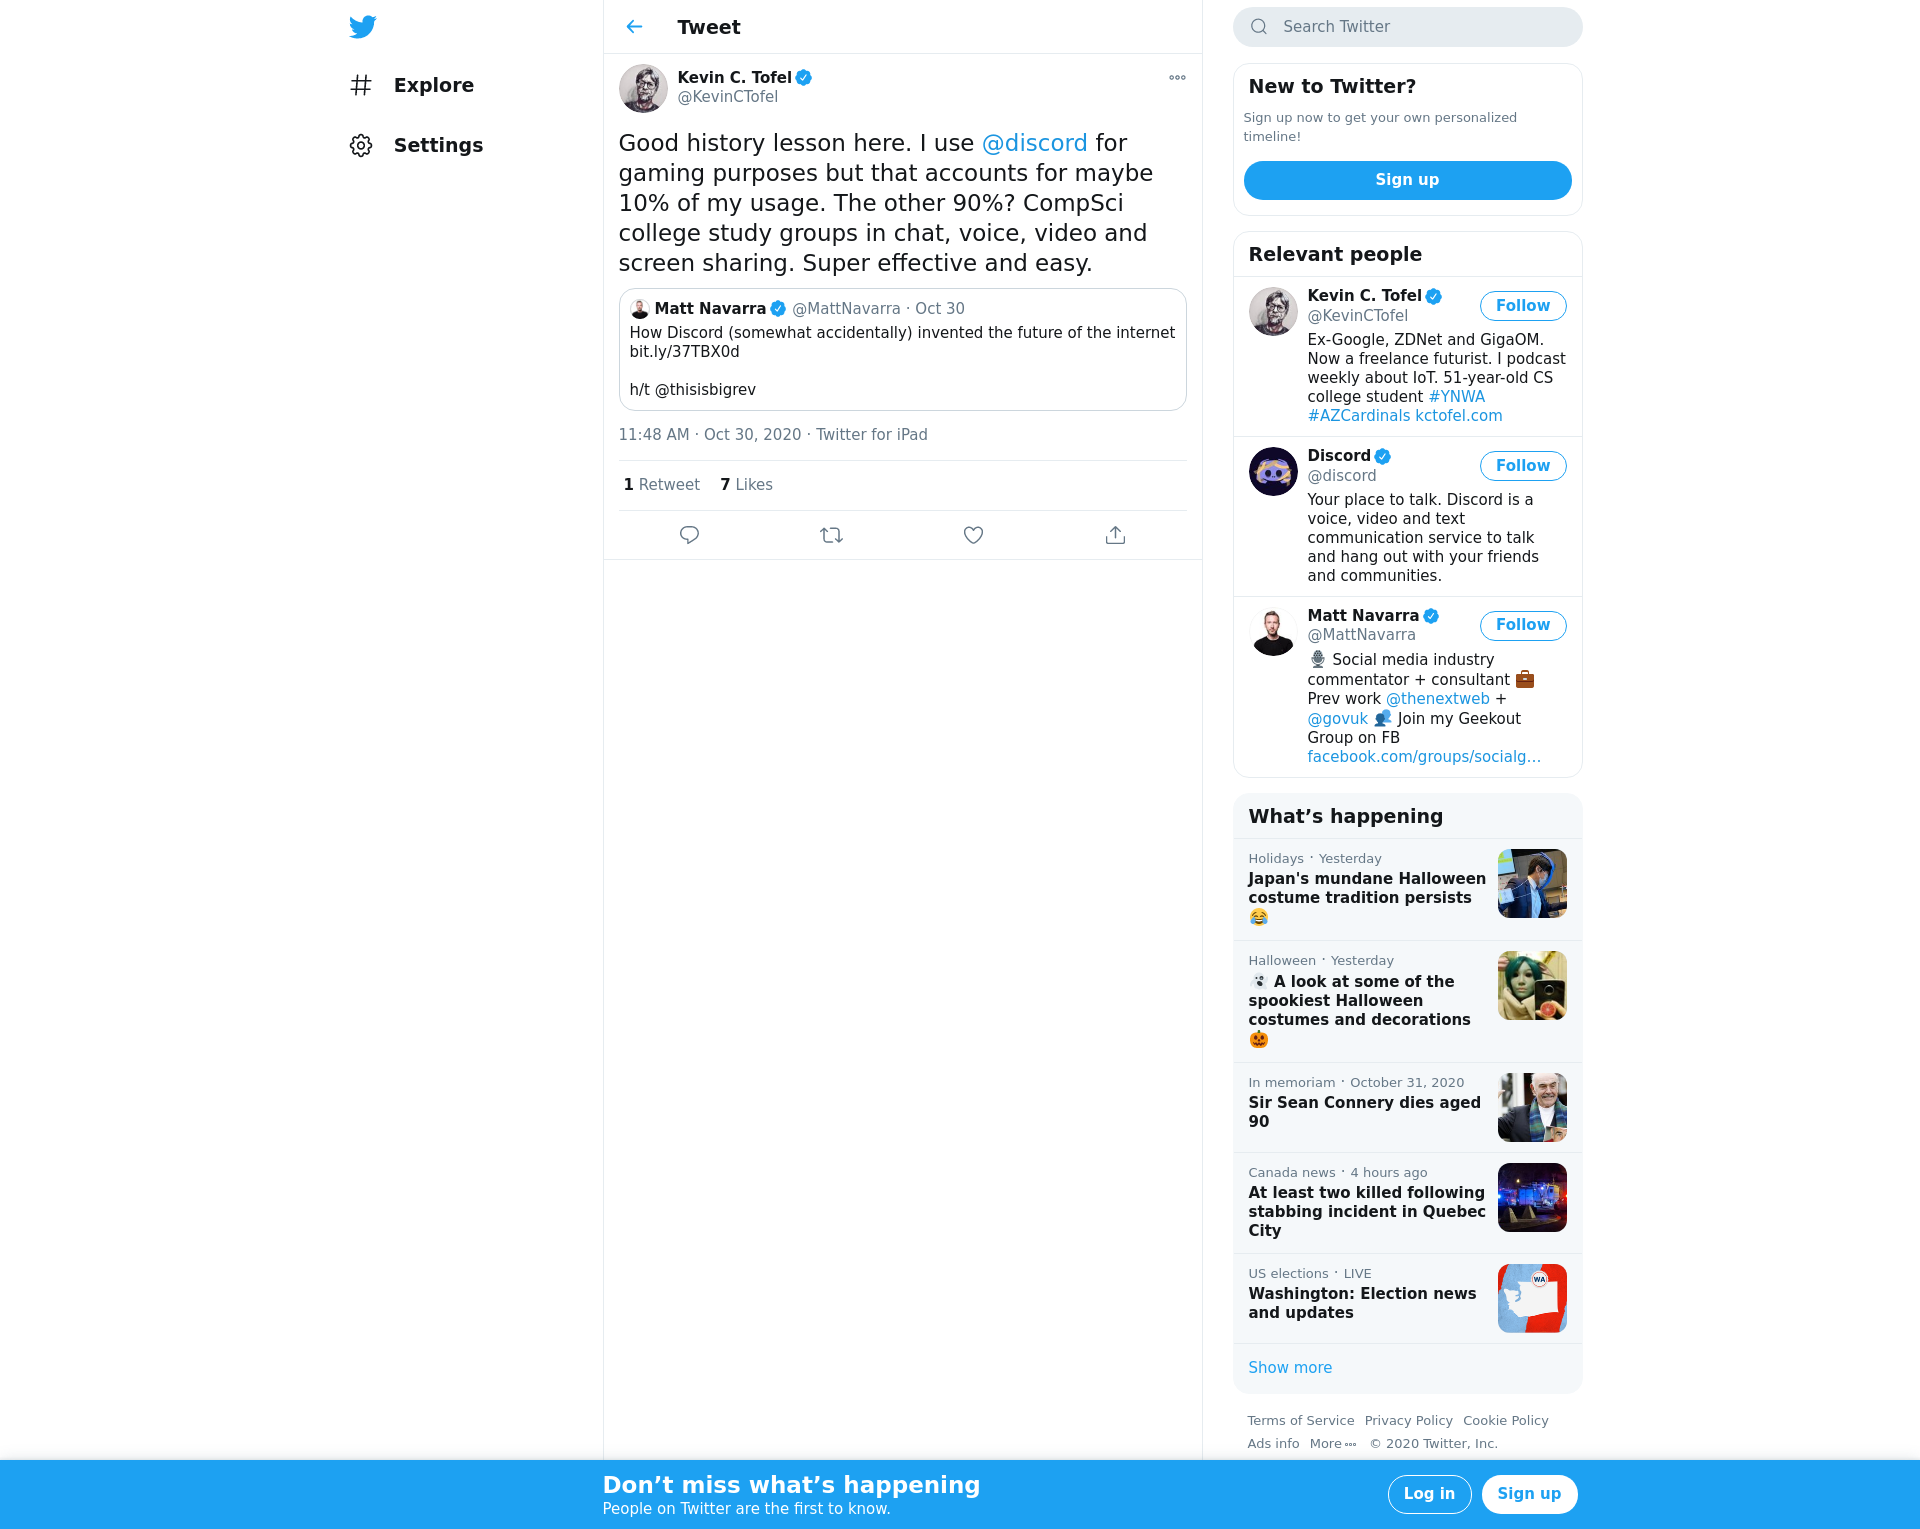 Explore
Settings
Tweet
Kevin C. Tofel
@KevinCTofel
Good history lesson here. I use @discord for
gaming purposes but that accounts for maybe
10% of my usage. The other 90%? CompSci
college study groups in chat, voice, video and
screen sharing. Super effective and easy.
Matt Navarra @MattNavarra · Oct 30
How Discord (somewhat accidentally) invented the future of the internet
bit.ly/37TBX0d
h/t @thisisbigrev
11:48 AM · Oct 30, 2020 · Twitter for iPad
1 Retweet 7 Likes
Search Twitter
New to Twitter?
Sign up now to get your own personalized
timeline!
Sign up
Relevant people
Kevin C. Tofel
@KevinCTofel
Follow
Ex-Google, ZDNet and GigaOM.
Now a freelance futurist. I podcast
weekly about IoT. 51-year-old CS
college student #YNWA
#AZCardinals kctofel.com
Discord
@discord
Follow
Your place to talk. Discord is a
voice, video and text
communication service to talk
and hang out with your friends
and communities.
Matt Navarra
@MattNavarra
Follow
🎙️ Social media industry
commentator + consultant 💼
Prev work @thenextweb +
@govuk 👥 Join my Geekout
Group on FB
facebook.com/groups/socialg…
What’s happening
Holidays · Yesterday
Japan's mundane Halloween
costume tradition persists
😂
Halloween · Yesterday
👻 A look at some of the
spookiest Halloween
costumes and decorations
🎃
In memoriam · October 31, 2020
Sir Sean Connery dies aged
90
Canada news · 4 hours ago
At least two killed following
stabbing incident in Quebec
City
US elections · LIVE
Washington: Election news
and updates
WA
Show more
Terms of Service Privacy Policy Cookie Policy
Ads info More © 2020 Twitter, Inc.
Don’t miss what’s happening
People on Twitter are the first to know.
Log in
Sign up